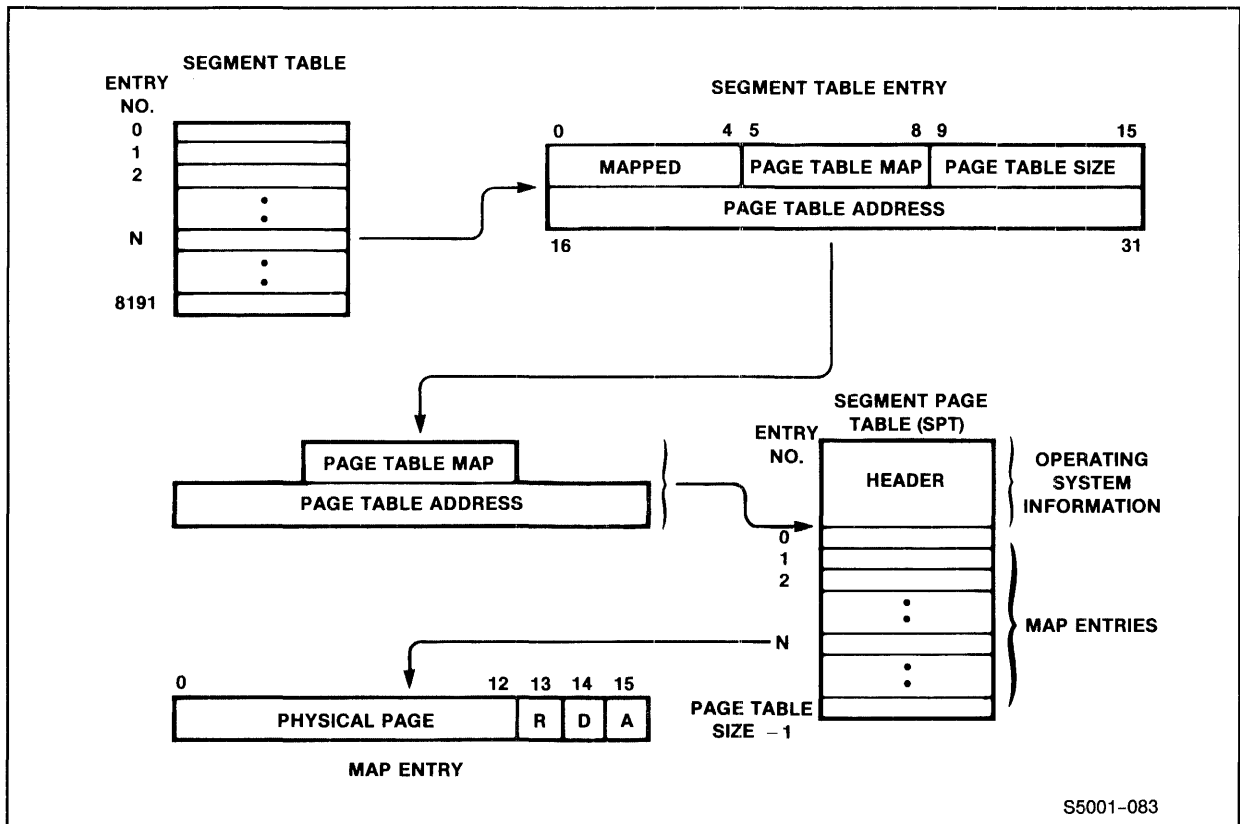 SEGMENT TABLE
ENTRY
NO.
0
1
2
N
8191
SEGMENT TABLE ENTRY
0 4 5 8 9 15
MAPPED PAGE TABLE MAP PAGE TABLE SIZE
PAGE TABLE ADDRESS
16 31
PAGE TABLE MAP
PAGE TABLE ADDRESS
SEGMENT PAGE
TABLE (SPT)
ENTRY
NO.
HEADER
OPERATING
SYSTEM
INFORMATION
0
1
2
N
PAGE TABLE
SIZE –1
MAP ENTRIES
0 12 13 14 15
PHYSICAL PAGE R D A
MAP ENTRY
S5001-083